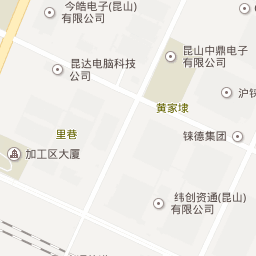 今皓电子(昆山)
有限公司
昆山中鼎电子
有限公司
昆达电脑科技
公司
沪铼
黄家埭
铼德集团
里巷
加工区大厦
纬创资通(昆山)
有限公司